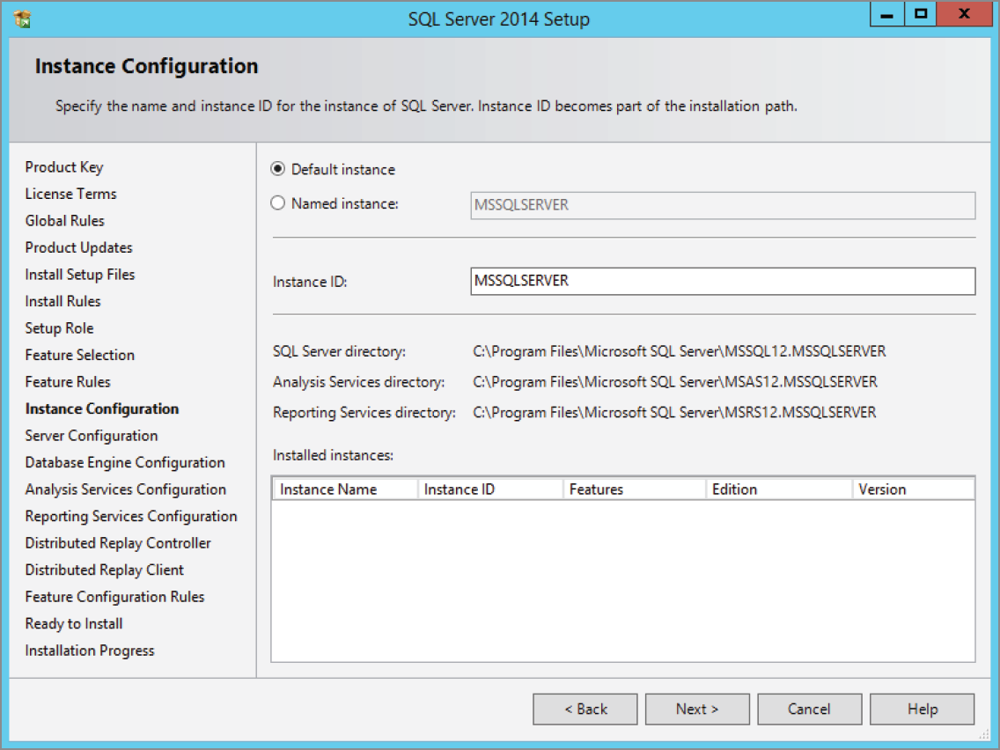 SQL Server 2014 Setup
Instance Configuration
Specify the name and instance ID for the instance of SQL Server. Instance ID becomes part of the installation path.
Product Key
License Terms
Global Rules
Product Updates
Install Setup Files
Install Rules
Setup Role
Feature Selection
Feature Rules
Instance Configuration
Server Configuration
Database Engine Configuration
Analysis Services Configuration
Reporting Services Configuration
Distributed Replay Controller
Distributed Replay Client
Feature Configuration Rules
Ready to Install
Installation Progress
Default instance
Named instance: MSSQLSERVER
Instance ID: MSSQLSERVER
SQL Server directory: C:\Program Files\Microsoft SQL Server\MSSQL12.MSSQLSERVER
Analysis Services directory: C:\Program Files\Microsoft SQL Server\MSAS12.MSSQLSERVER
Reporting Services directory: C:\Program Files\Microsoft SQL Server\MSRS12.MSSQLSERVER
Installed instances:
Instance Name Instance ID Features Edition Version
< Back Next > Cancel Help